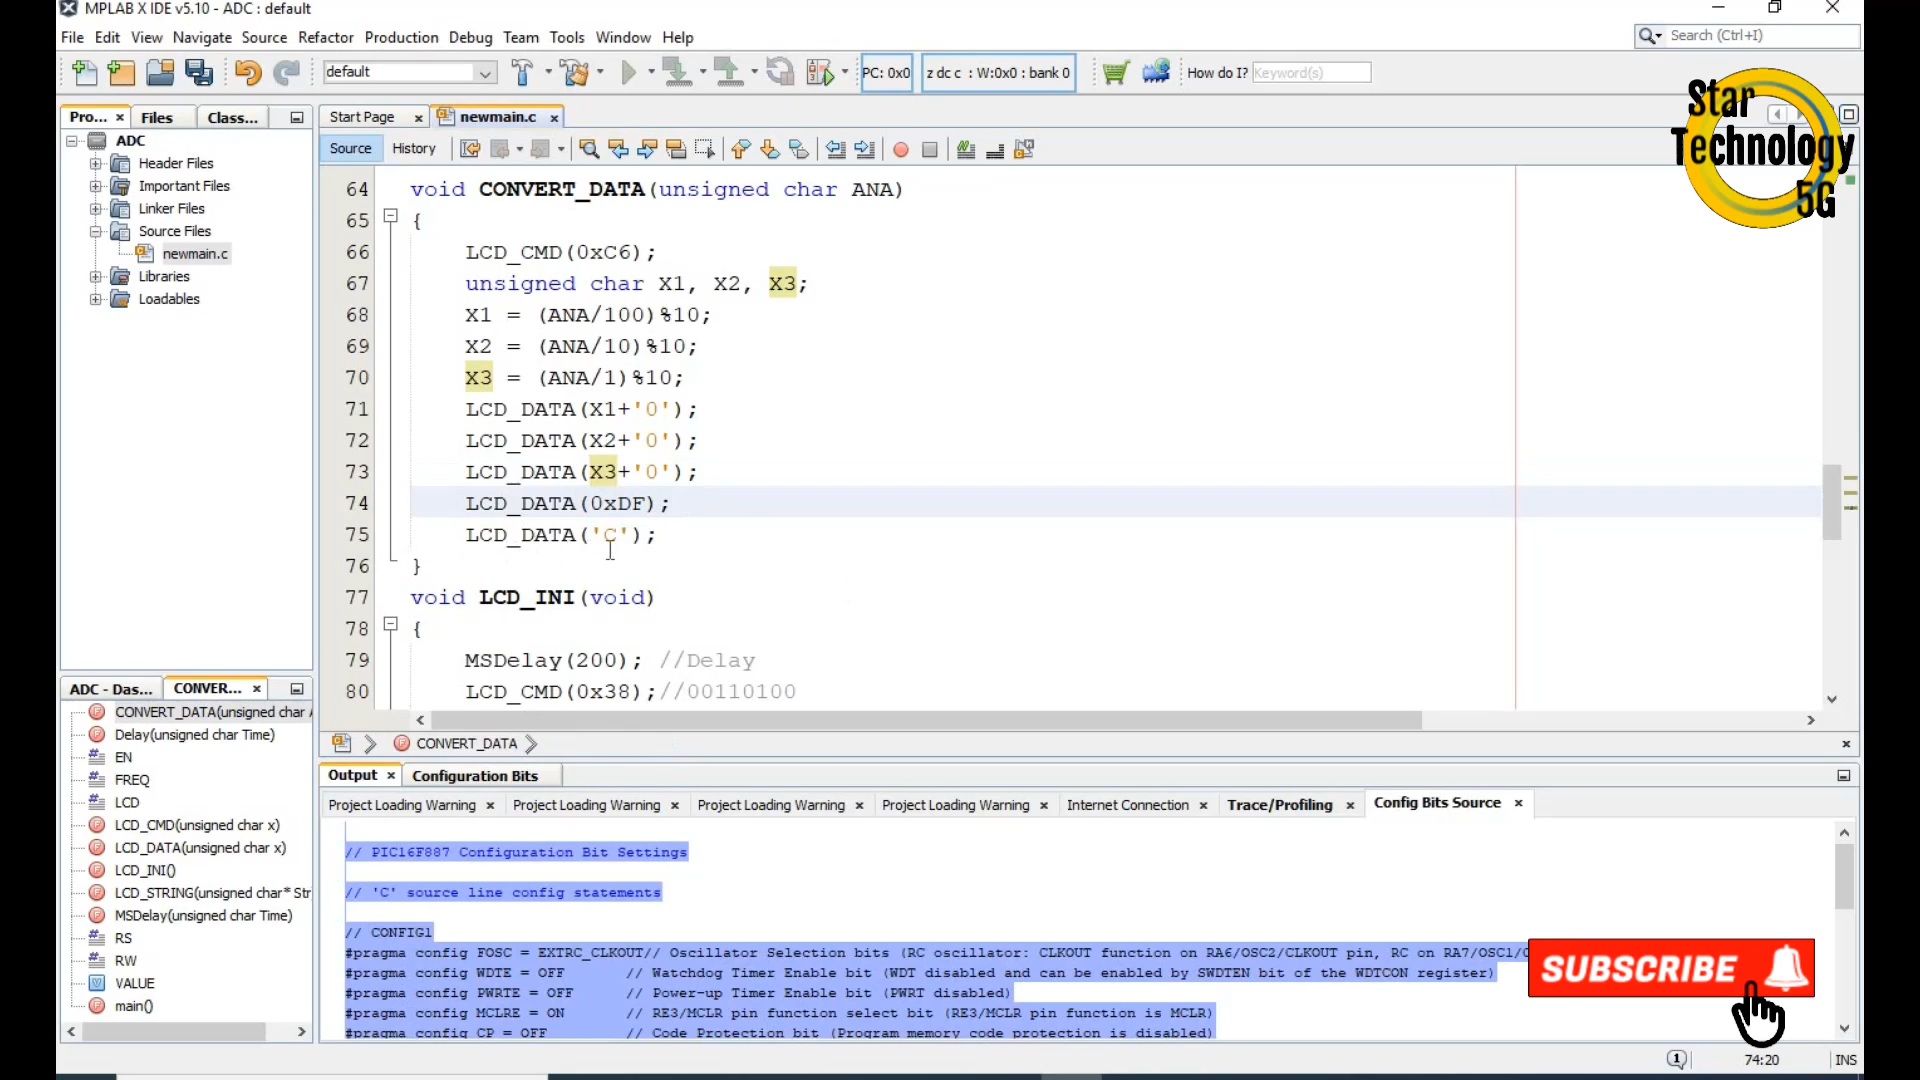 MPLAB X IDE v5.10 - ADC : default
File Edit View Navigate Source Refactor Production Debug Team Tools Window Help
Search (Ctrl+I)
default
PC: 0x0
z dc c : W:0x0 : bank 0
How do I?
Keyword(s)
Star
Technology
5G
Pro... × Files Class...
Start Page × newmain.c ×
Source History
ADC
Header Files
Important Files
Linker Files
Source Files
newmain.c
Libraries
Loadables
64 void CONVERT_DATA(unsigned char ANA)
65 {
66 LCD_CMD(0xC6);
67 unsigned char X1, X2, X3;
68 X1 = (ANA/100)%10;
69 X2 = (ANA/10)%10;
70 X3 = (ANA/1)%10;
71 LCD_DATA(X1+'0');
72 LCD_DATA(X2+'0');
73 LCD_DATA(X3+'0');
74 LCD_DATA(0xDF);
75 LCD_DATA('C');
76 }
77 void LCD_INI(void)
78 {
79 MSDelay(200); //Delay
80 LCD_CMD(0x38);//00110100
CONVERT_DATA
ADC - Das... CONVER... ×
CONVERT_DATA(unsigned char
Delay(unsigned char Time)
EN
FREQ
LCD
LCD_CMD(unsigned char x)
LCD_DATA(unsigned char x)
LCD_INI()
LCD_STRING(unsigned char* Str
MSDelay(unsigned char Time)
RS
RW
VALUE
main()
Output × Configuration Bits
Project Loading Warning × Project Loading Warning × Project Loading Warning × Project Loading Warning × Internet Connection × Trace/Profiling × Config Bits Source ×
// PIC16F887 Configuration Bit Settings
// 'C' source line config statements
// CONFIG1
#pragma config FOSC = EXTRC_CLKOUT// Oscillator Selection bits (RC oscillator: CLKOUT function on RA6/OSC2/CLKOUT pin, RC on RA7/OSC1/
#pragma config WDTE = OFF // Watchdog Timer Enable bit (WDT disabled and can be enabled by SWDTEN bit of the WDTCON register)
#pragma config PWRTE = OFF // Power-up Timer Enable bit (PWRT disabled)
#pragma config MCLRE = ON // RE3/MCLR pin function select bit (RE3/MCLR pin function is MCLR)
#pragma config CP = OFF // Code Protection bit (Program memory code protection is disabled)
SUBSCRIBE
1 74:20 INS